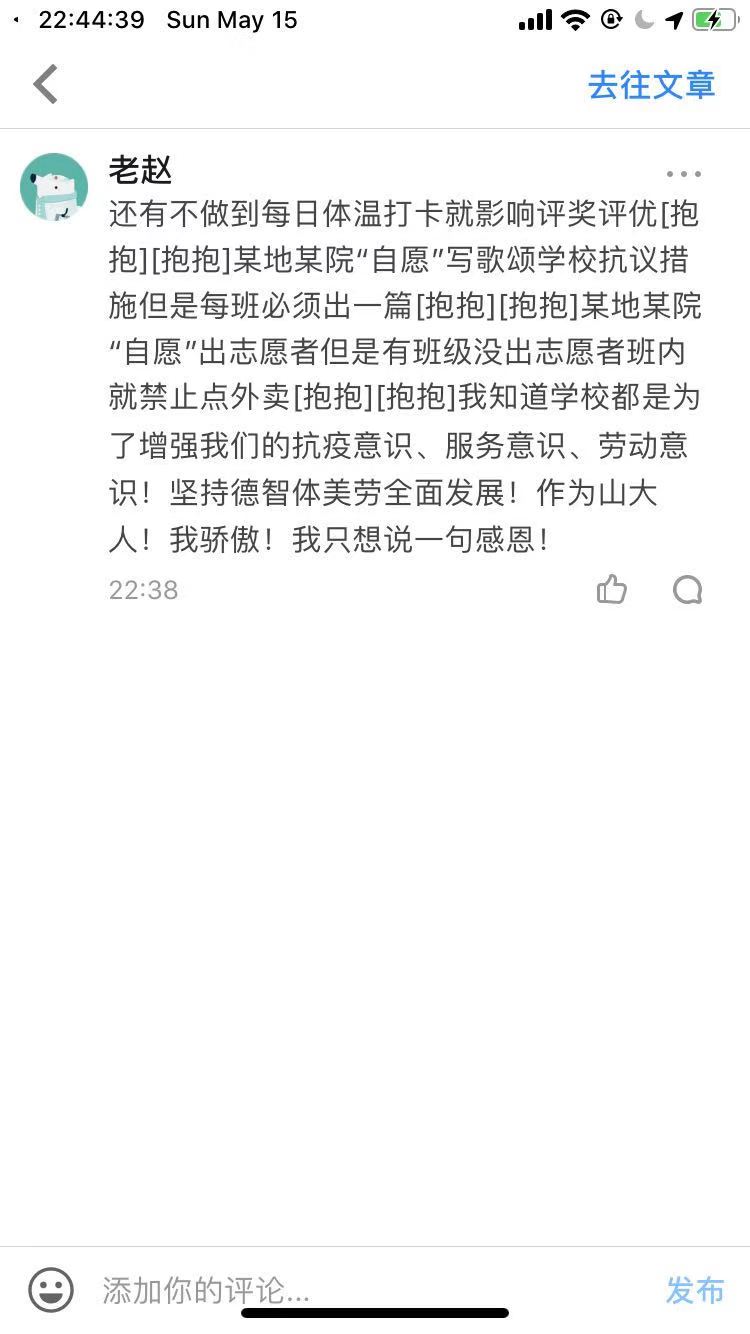 22:44:39 Sun May 15
去往文章
老赵
还有不做到每日体温打卡就影响评奖评优[抱
抱][抱抱]某地某院“自愿”写歌颂学校抗议措
施但是每班必须出一篇[抱抱][抱抱]某地某院
“自愿”出志愿者但是有班级没出志愿者班内
就禁止点外卖[抱抱][抱抱]我知道学校都是为
了增强我们的抗疫意识、服务意识、劳动意
识！坚持德智体美劳全面发展！作为山大
人！我骄傲！我只想说一句感恩！
22:38
添加你的评论...
发布